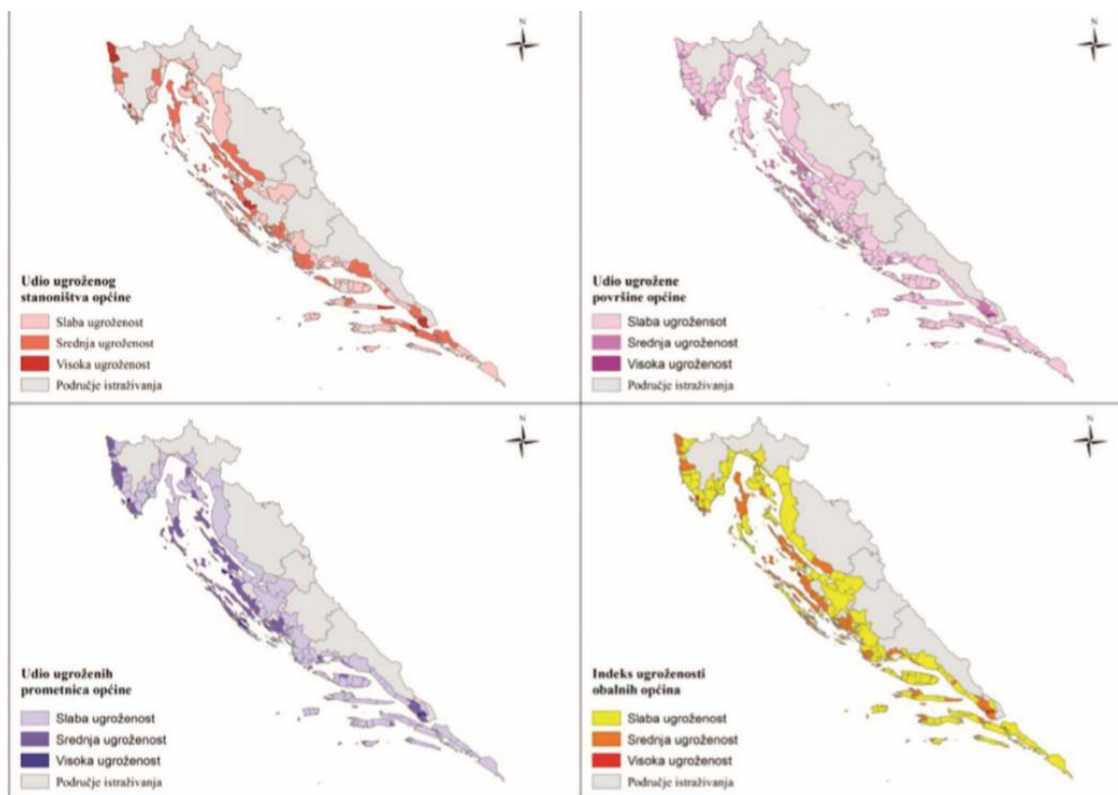 N
Udio ugroženog
stanoništva općine
Slaba ugroženost
Srednja ugroženost
Visoka ugroženost
Područje istraživanja
N
Udio ugrožene
površine općine
Slaba ugrožensot
Srednja ugroženost
Visoka ugroženost
Područje istraživanja
N
Udio ugroženih
prometnica općine
Slaba ugroženost
Srednja ugroženost
Visoka ugroženost
Područje istraživanja
N
Indeks ugroženosti
obalnih općina
Slaba ugroženost
Srednja ugroženost
Visoka ugroženost
Područje istraživanja